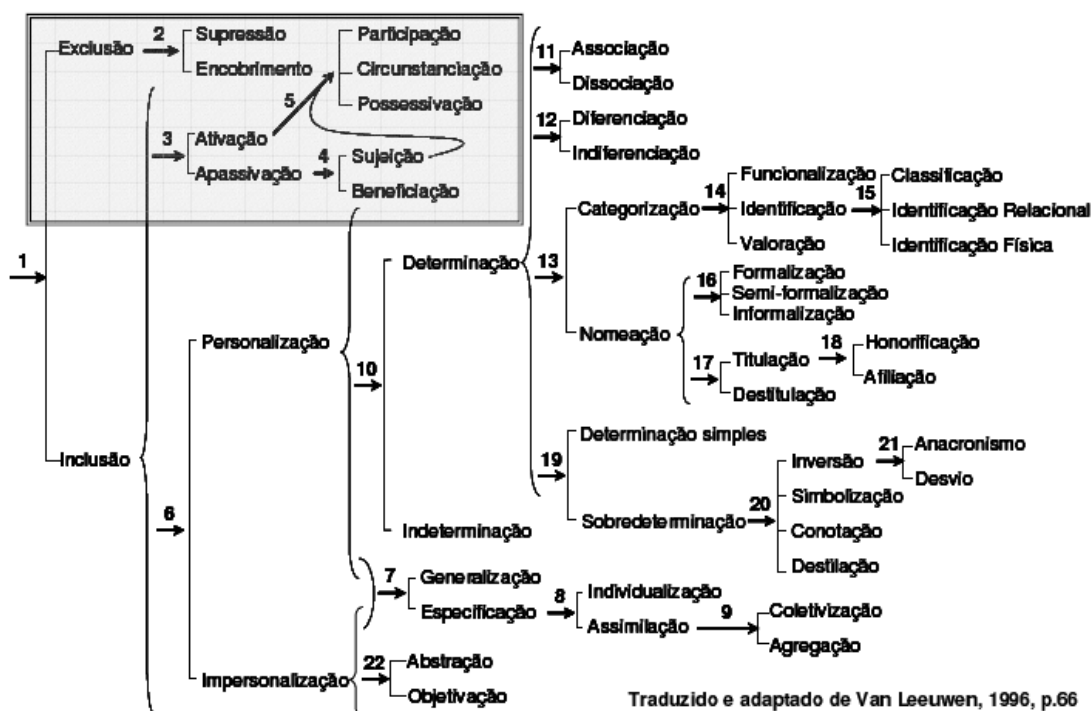 Exclusão
2
Supressão
Encobrimento
5
Participação
Circunstanciação
Possessivação
3
Ativação
Apassivação
4
Sujeição
Beneficiação
11
Associação
Dissociação
12
Diferenciação
Indiferenciação
1
Determinação
13
Categorização
14
Funcionalização
Identificação
Valoração
15
Classificação
Identificação Relacional
Identificação Física
Nomeação
16
Formalização
Semi-formalização
Informalização
17
Titulação
Destitulação
18
Honorificação
Afiliação
Personalização
10
Inclusão
6
19
Determinação simples
Sobredeterminação
20
Inversão
Simbolização
Conotação
Destilação
21
Anacronismo
Desvio
Indeterminação
7
Generalização
Especificação
8
Individualização
Assimilação
9
Coletivização
Agregação
Impersonalização
22
Abstração
Objetivação
Traduzido e adaptado de Van Leeuwen, 1996, p.66